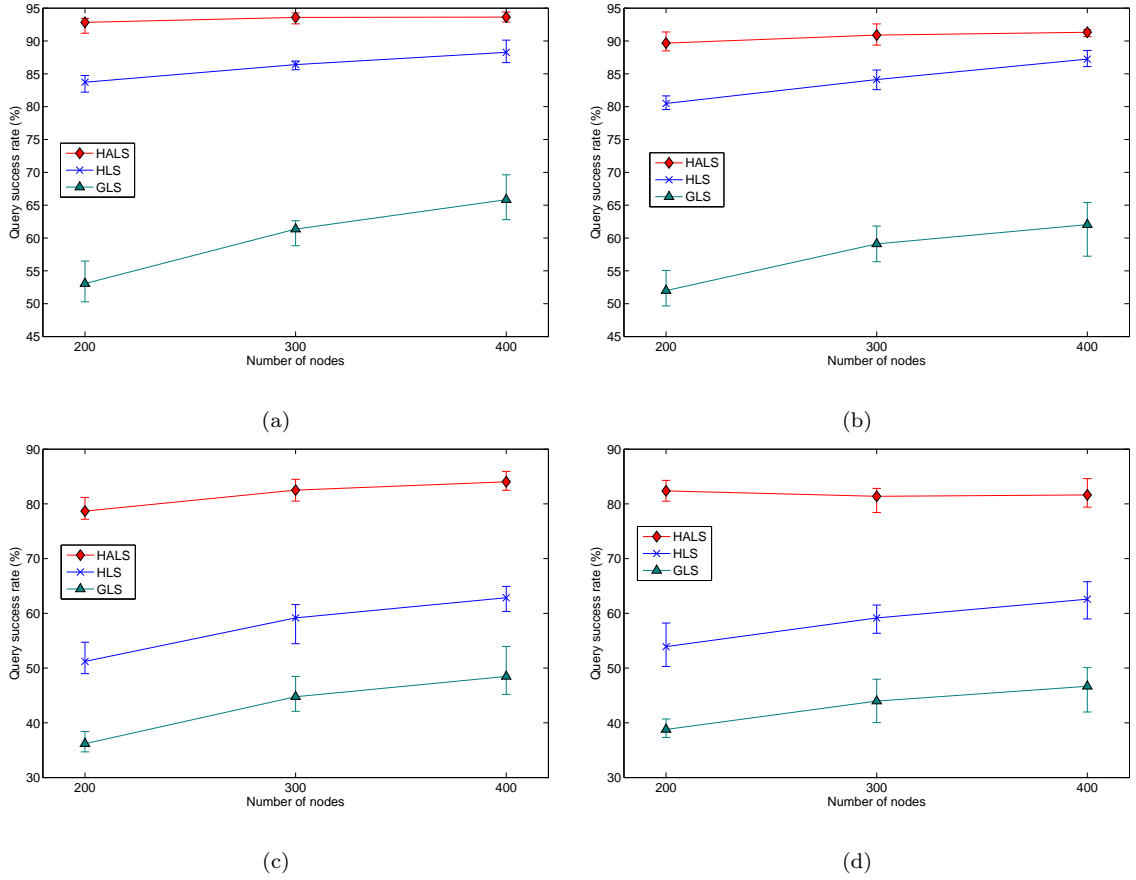 95
90
85
80
75
70
65
60
55
50
45
Query success rate (%)
HALS
HLS
GLS
200 300 400
Number of nodes
(a)
95
90
85
80
75
70
65
60
55
50
45
Query success rate (%)
HALS
HLS
GLS
200 300 400
Number of nodes
(b)
90
80
70
60
50
40
30
Query success rate (%)
HALS
HLS
GLS
200 300 400
Number of nodes
(c)
90
80
70
60
50
40
30
Query success rate (%)
HALS
HLS
GLS
200 300 400
Number of nodes
(d)